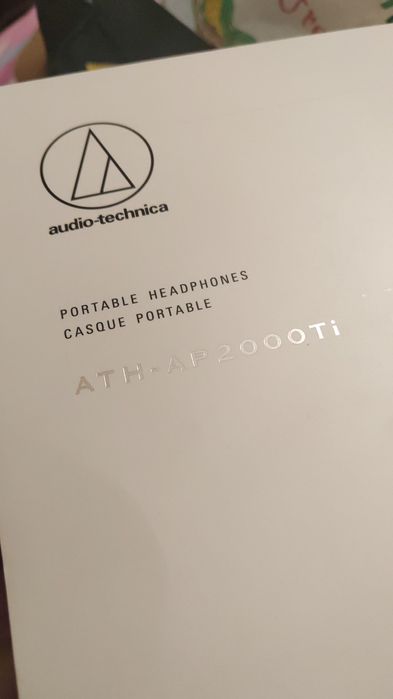 audio-technica
PORTABLE HEADPHONES
CASQUE PORTABLE
ATH-AP2000Ti